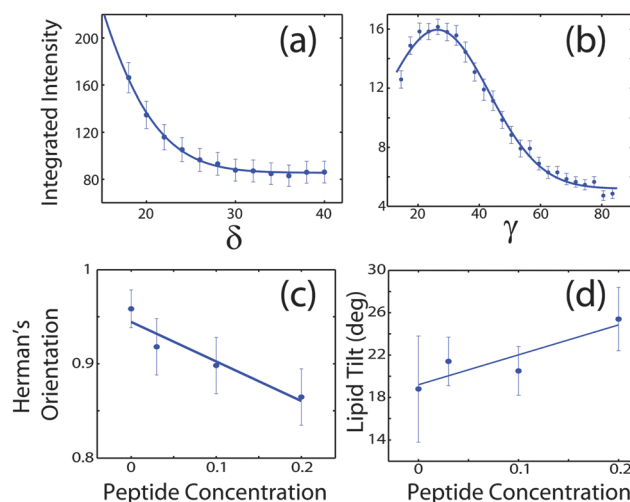 (a)
Integrated Intensity
200
160
120
80
20
30
40
δ
(b)
16
12
8
4
20
40
60
80
γ
(c)
Herman's
Orientation
1
0.9
0.8
0
0.1
0.2
Peptide Concentration
(d)
Lipid Tilt (deg)
30
26
22
18
14
0
0.1
0.2
Peptide Concentration